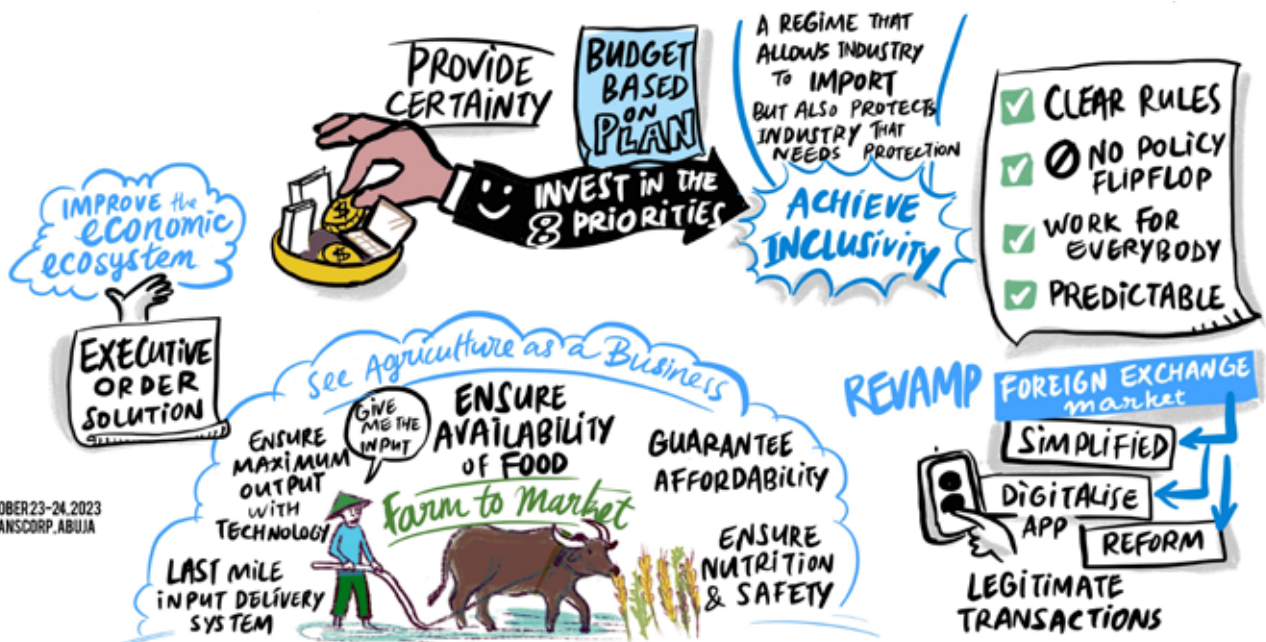 PROVIDE
CERTAINTY
BUDGET
BASED
ON
PLAN
A REGIME THAT
ALLOWS INDUSTRY
TO IMPORT
BUT ALSO PROTECTS
INDUSTRY THAT
NEEDS PROTECTION
CLEAR RULES
NO POLICY
FLIPFLOP
WORK FOR
EVERYBODY
PREDICTABLE
INVEST IN THE
8 PRIORITIES
ACHIEVE
INCLUSIVITY
IMPROVE the
economic
ecosystem
EXECUTIVE
ORDER
SOLUTION
See Agriculture as a Business
GIVE
ME THE
INPUT
ENSURE
AVAILABILITY
OF FOOD
ENSURE
MAXIMUM
OUTPUT
WITH
TECHNOLOGY
GUARANTEE
AFFORDABILITY
Farm to Market
LAST MILE
INPUT DELIVERY
SYSTEM
ENSURE
NUTRITION
& SAFETY
REVAMP
FOREIGN EXCHANGE
market
SIMPLIFIED
DIGITALISE
APP
REFORM
LEGITIMATE
TRANSACTIONS
OBER 23-24, 2023
ANSCORP, ABUJA
$
$